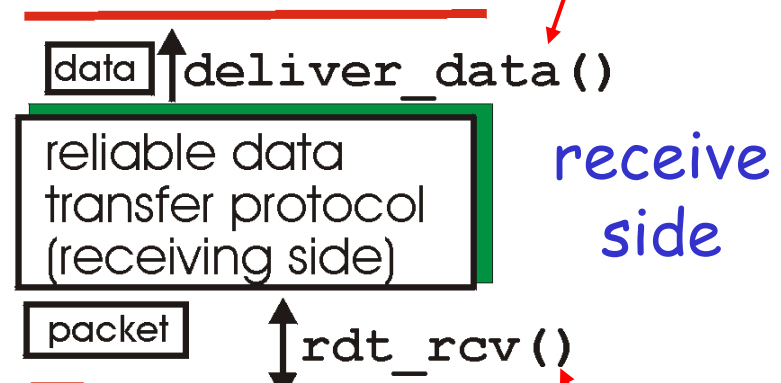 data deliver_data()
reliable data
transfer protocol
(receiving side)
receive
side
packet rdt_rcv()